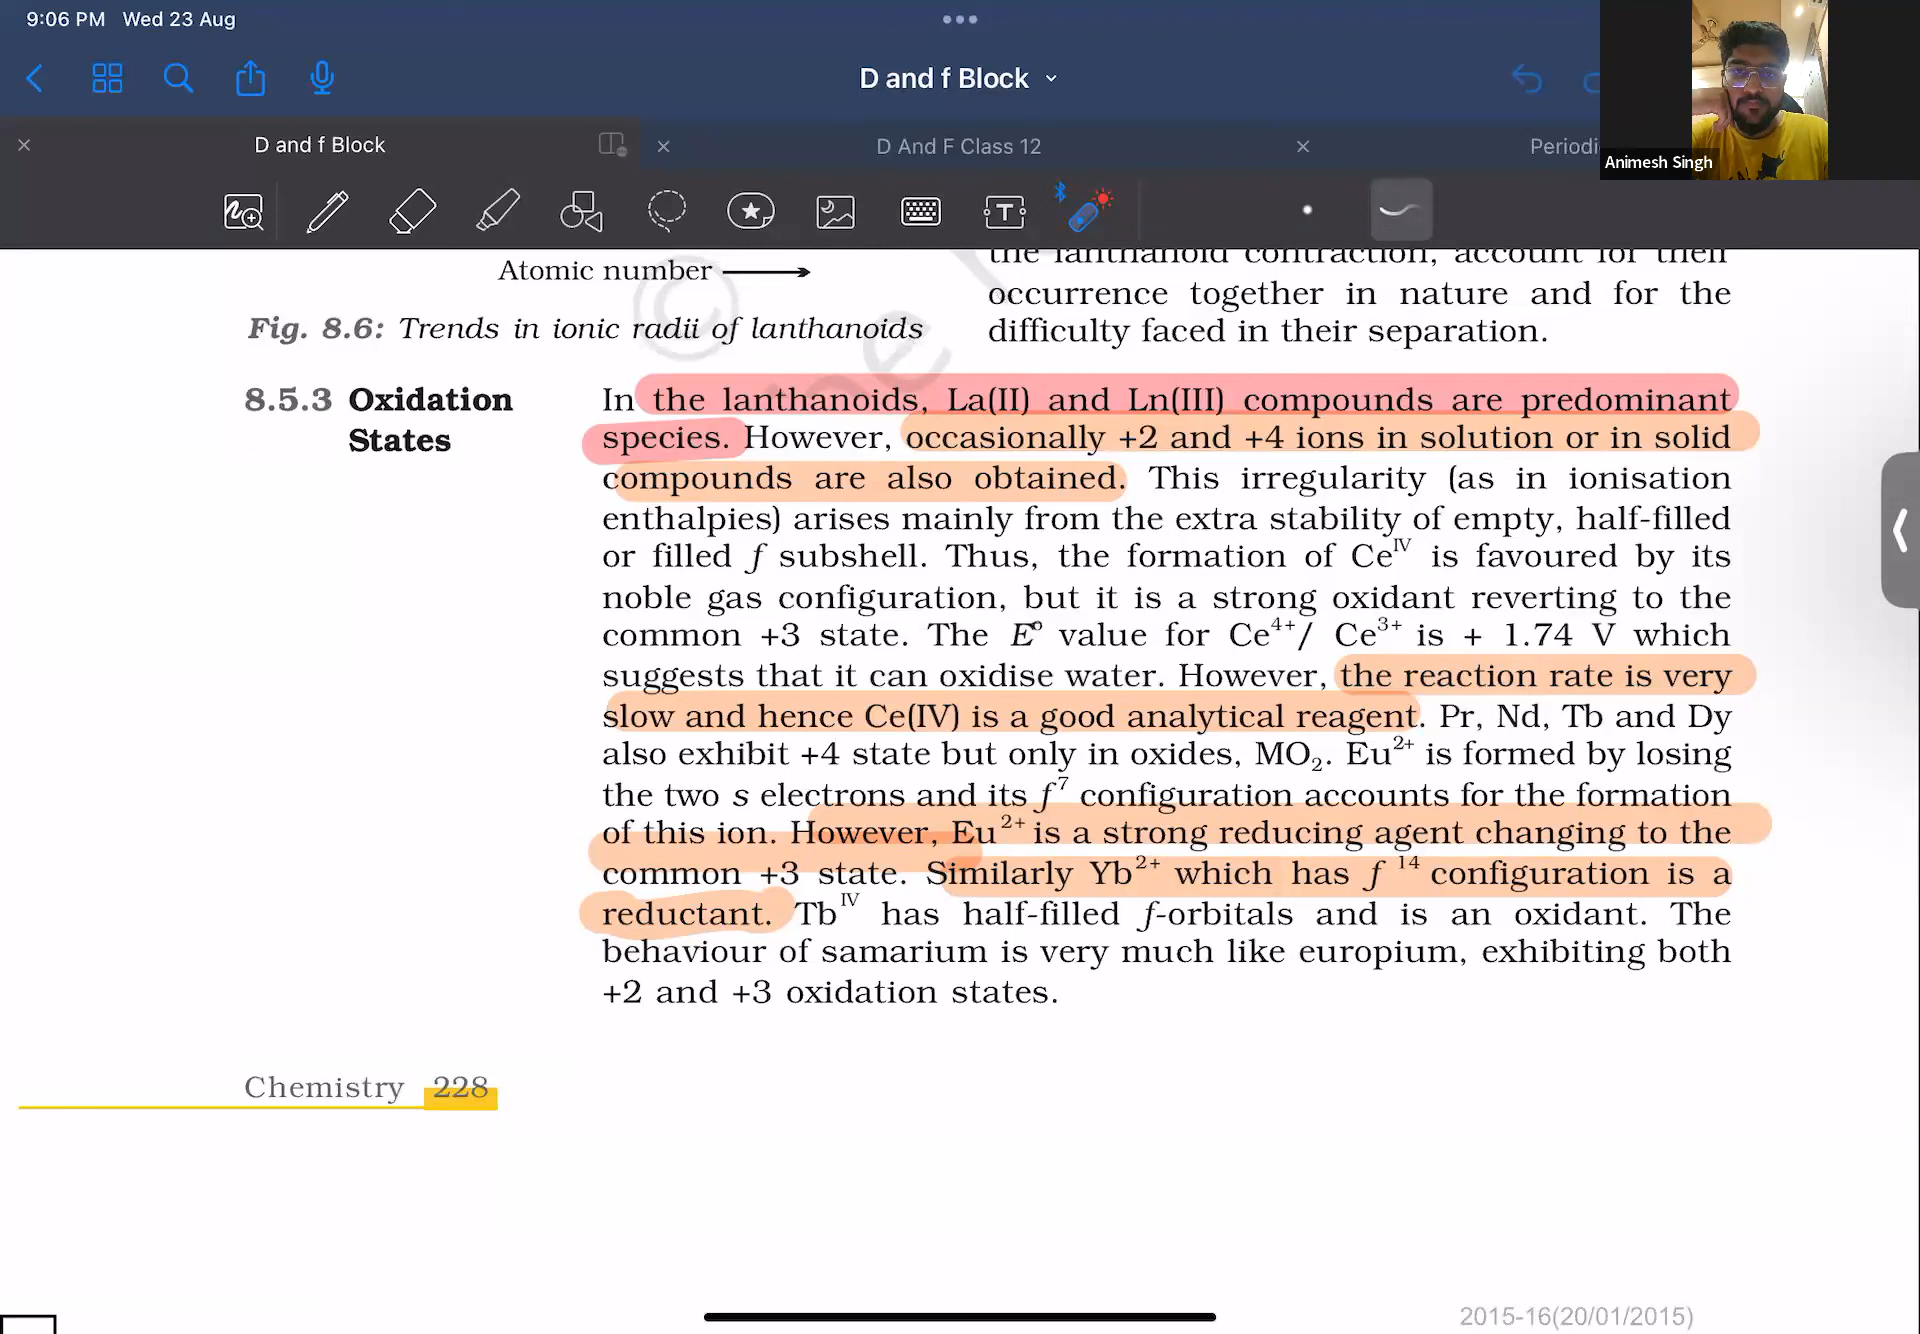 9:06 PM Wed 23 Aug
D and f Block
D and f Block
D And F Class 12
Periodi
Animesh Singh
T
Atomic number
Fig. 8.6: Trends in ionic radii of lanthanoids
the lanthanoid contraction, account for their
occurrence together in nature and for the
difficulty faced in their separation.
8.5.3 Oxidation
States
In the lanthanoids, La(II) and Ln(III) compounds are predominant
species. However, occasionally +2 and +4 ions in solution or in solid
compounds are also obtained. This irregularity (as in ionisation
enthalpies) arises mainly from the extra stability of empty, half-filled
or filled f subshell. Thus, the formation of Ceᴵⱽ is favoured by its
noble gas configuration, but it is a strong oxidant reverting to the
common +3 state. The Eº value for Ce⁴⁺/ Ce³⁺ is + 1.74 V which
suggests that it can oxidise water. However, the reaction rate is very
slow and hence Ce(IV) is a good analytical reagent. Pr, Nd, Tb and Dy
also exhibit +4 state but only in oxides, MO₂. Eu²⁺ is formed by losing
the two s electrons and its f⁷ configuration accounts for the formation
of this ion. However, Eu²⁺ is a strong reducing agent changing to the
common +3 state. Similarly Yb²⁺ which has f¹⁴ configuration is a
reductant. Tbᴵⱽ has half-filled f-orbitals and is an oxidant. The
behaviour of samarium is very much like europium, exhibiting both
+2 and +3 oxidation states.
Chemistry 228
2015-16(20/01/2015)